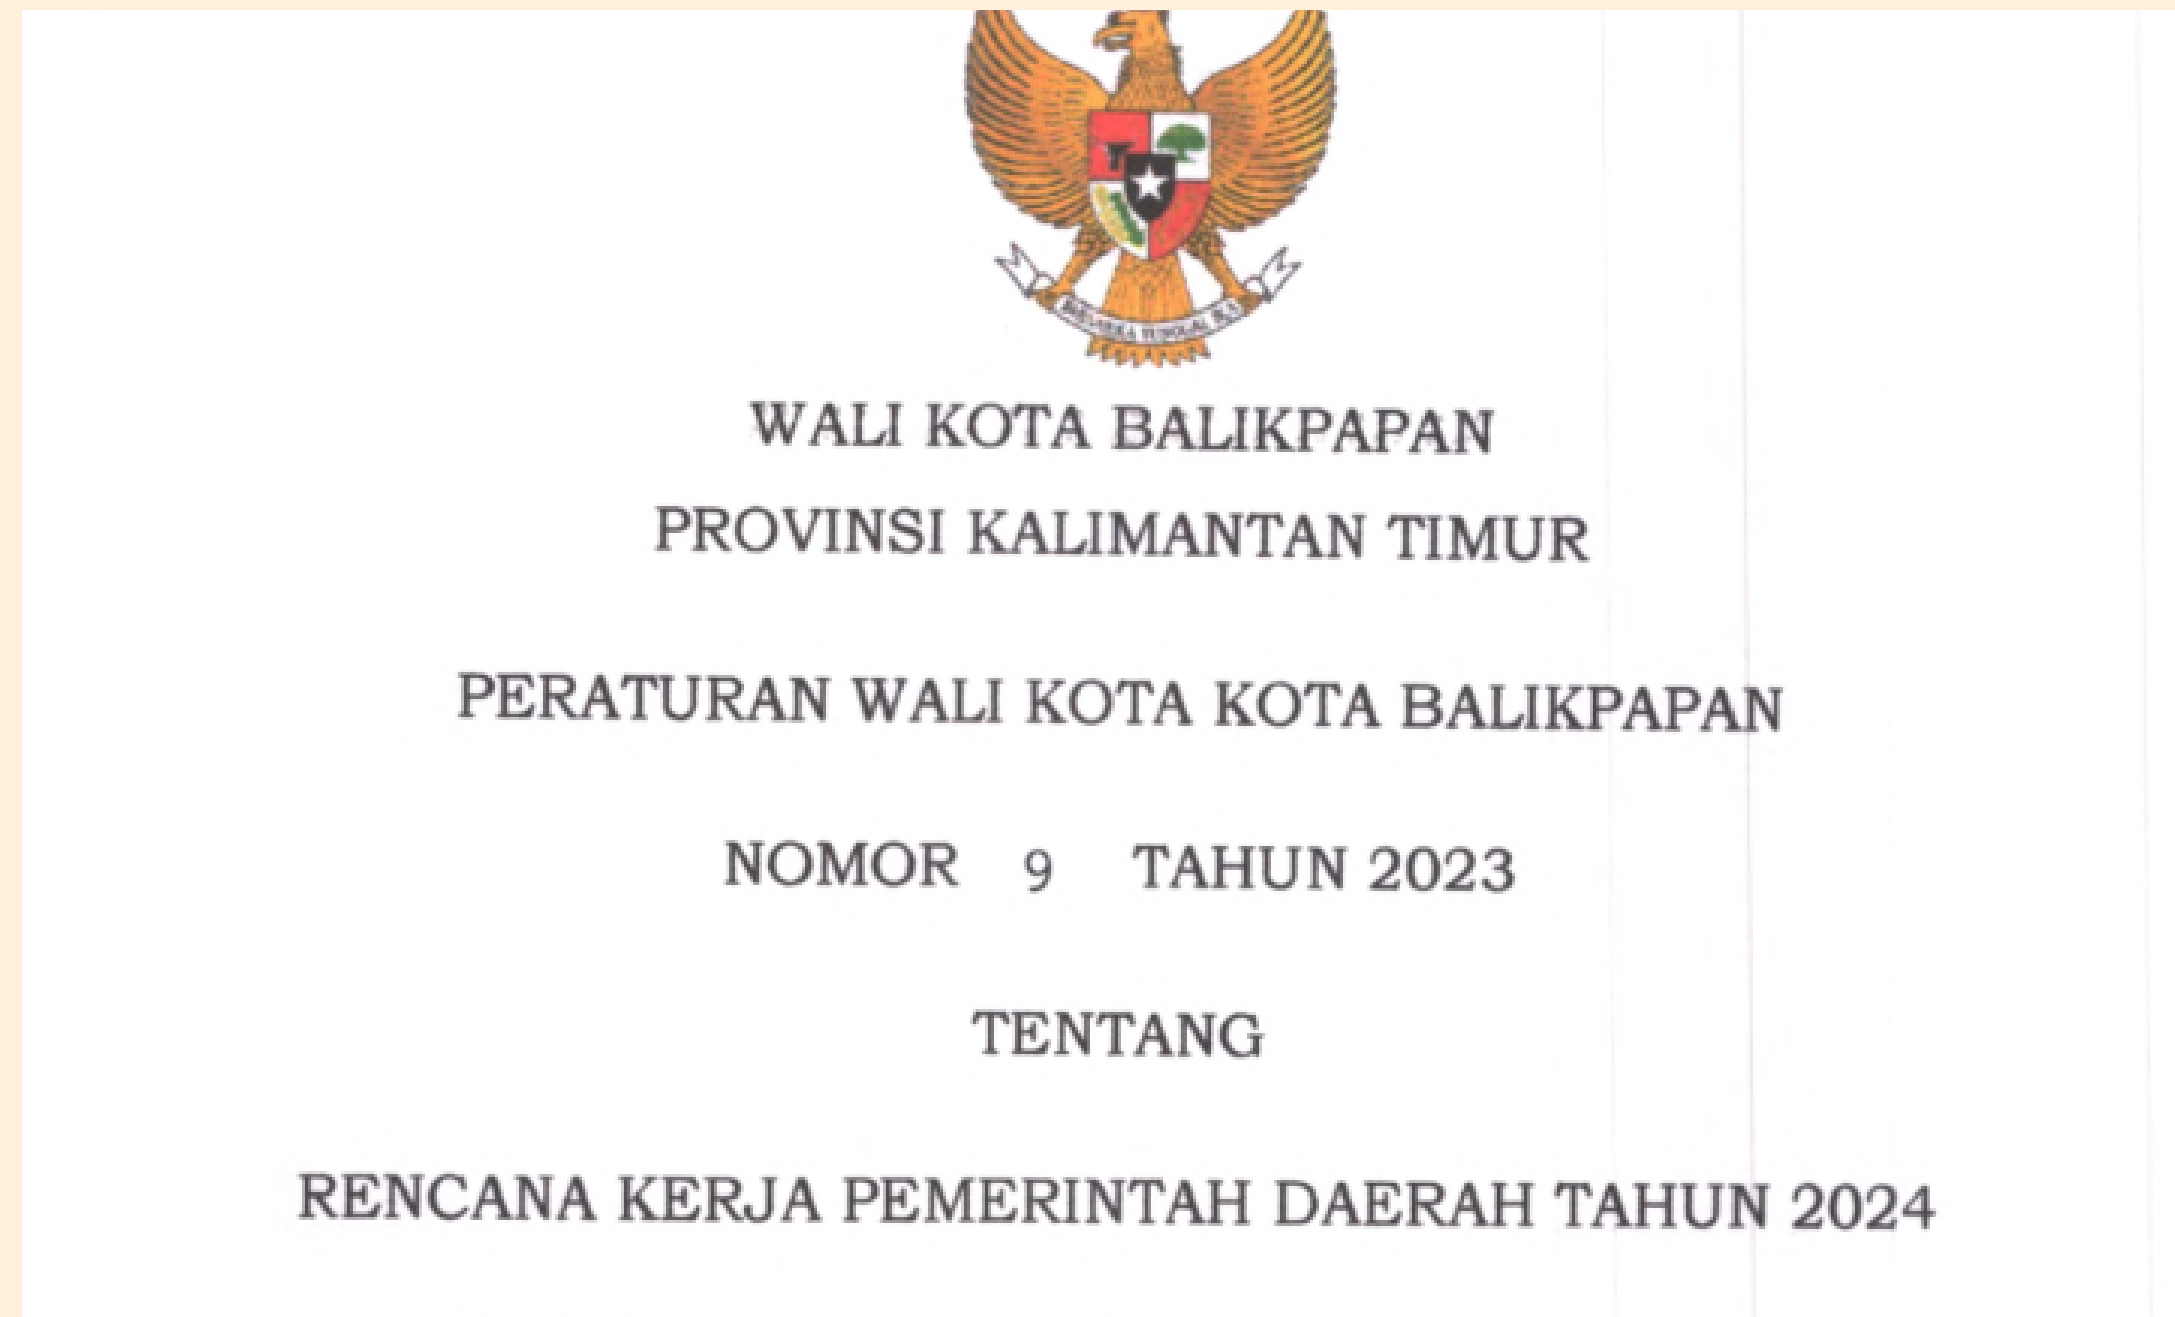 WALI KOTA BALIKPAPAN
PROVINSI KALIMANTAN TIMUR
PERATURAN WALI KOTA KOTA BALIKPAPAN
NOMOR 9 TAHUN 2023
TENTANG
RENCANA KERJA PEMERINTAH DAERAH TAHUN 2024